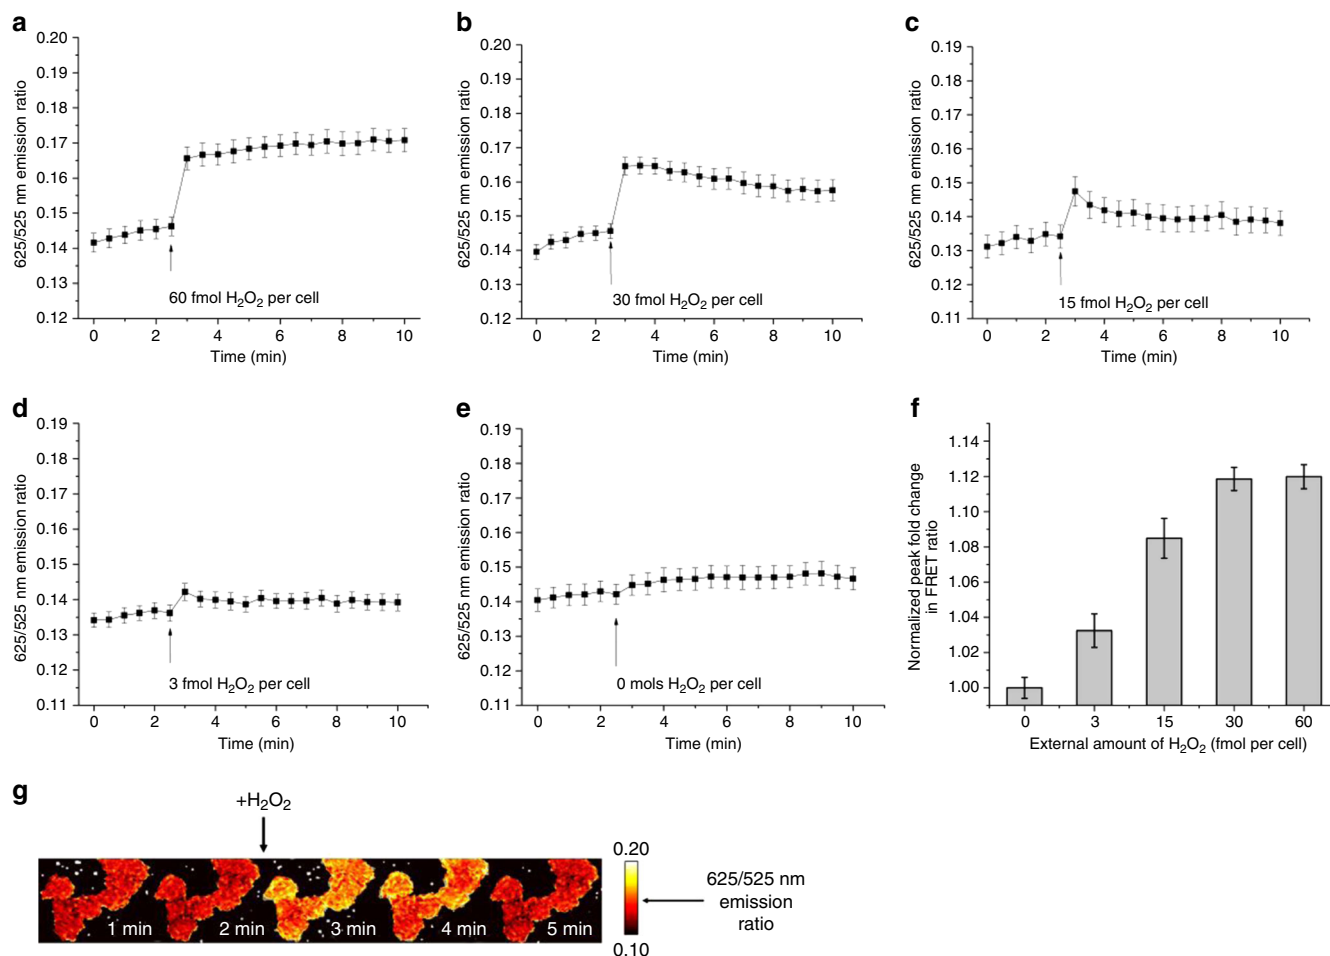 a
0.20
0.19
0.18
0.17
0.16
0.15
0.14
0.13
0.12
625/525 nm emission ratio
60 fmol H₂O₂ per cell
0 2 4 6 8 10
Time (min)
b
0.20
0.19
0.18
0.17
0.16
0.15
0.14
0.13
0.12
625/525 nm emission ratio
30 fmol H₂O₂ per cell
0 2 4 6 8 10
Time (min)
c
0.19
0.18
0.17
0.16
0.15
0.14
0.13
0.12
0.11
625/525 nm emission ratio
15 fmol H₂O₂ per cell
0 2 4 6 8 10
Time (min)
d
0.19
0.18
0.17
0.16
0.15
0.14
0.13
0.12
0.11
625/525 nm emission ratio
3 fmol H₂O₂ per cell
0 2 4 6 8 10
Time (min)
e
0.19
0.18
0.17
0.16
0.15
0.14
0.13
0.12
0.11
625/525 nm emission ratio
0 mols H₂O₂ per cell
0 2 4 6 8 10
Time (min)
f
1.14
1.12
1.10
1.08
1.06
1.04
1.02
1.00
Normalized peak fold change
in FRET ratio
0 3 15 30 60
External amount of H₂O₂ (fmol per cell)
g
+H₂O₂
1 min 2 min 3 min 4 min 5 min
0.20
0.10
625/525 nm
emission
ratio